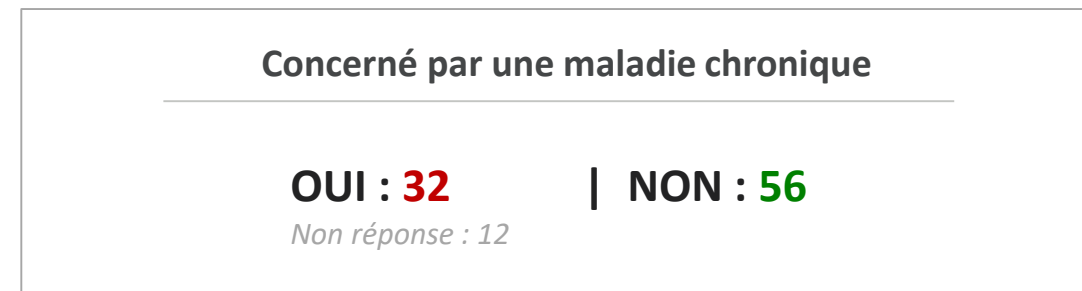 Concerné par une maladie chronique
OUI : 32 | NON : 56
Non réponse : 12